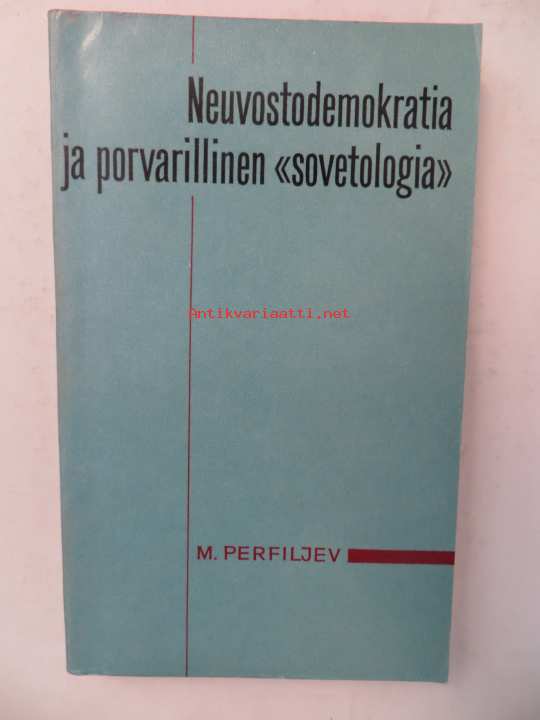 Neuvostodemokratia
ja porvarillinen «sovetologia»
Antikvariaatti.net
M. PERFILJEV